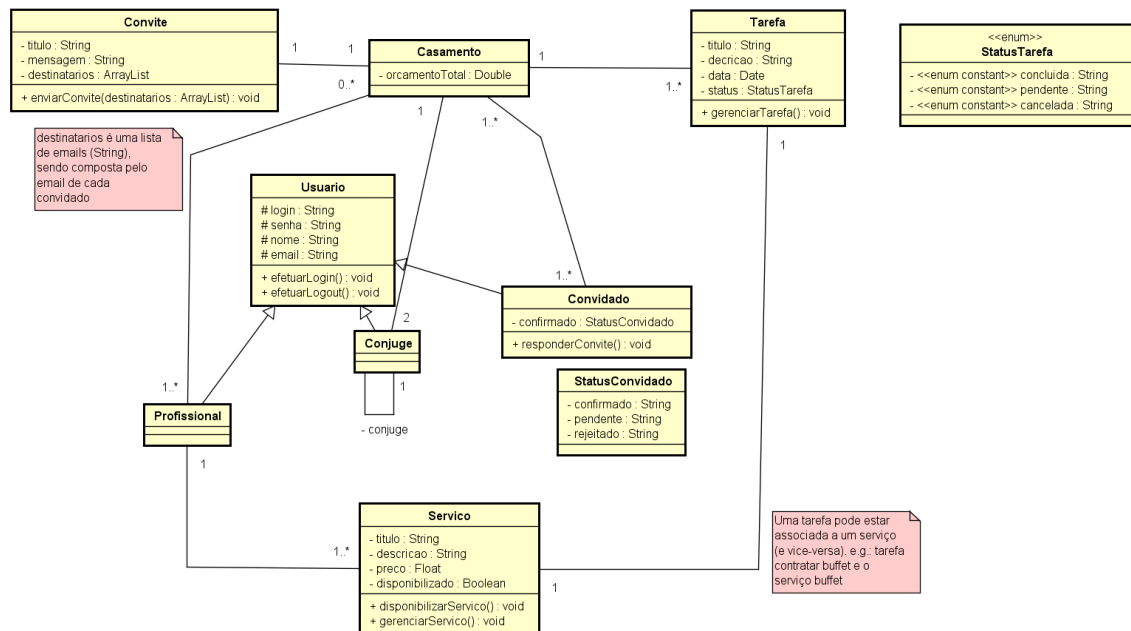 Convite
- titulo : String
- mensagem : String
- destinatarios : ArrayList
+ enviarConvite(destinatarios : ArrayList) : void
1
1
Casamento
- orcamentoTotal : Double
0..*
1
1..*
1
1..*
Tarefa
- titulo : String
- decricao : String
- data : Date
- status : StatusTarefa
+ gerenciarTarefa() : void
1
<<enum>>
StatusTarefa
- <<enum constant>> concluida : String
- <<enum constant>> pendente : String
- <<enum constant>> cancelada : String
destinatarios é uma lista
de emails (String),
sendo composta pelo
email de cada
convidado
Usuario
# login : String
# senha : String
# nome : String
# email : String
+ efetuarLogin() : void
+ efetuarLogout() : void
1..*
Convidado
- confirmado : StatusConvidado
+ responderConvite() : void
2
Conjuge
1
- conjuge
StatusConvidado
- confirmado : String
- pendente : String
- rejeitado : String
1..*
Profissional
1
1..*
Servico
- titulo : String
- descricao : String
- preco : Float
- disponibilizado : Boolean
+ disponibilizarServico() : void
+ gerenciarServico() : void
1
Uma tarefa pode estar
associada a um serviço
(e vice-versa). e.g.: tarefa
contratar buffet e o
serviço buffet